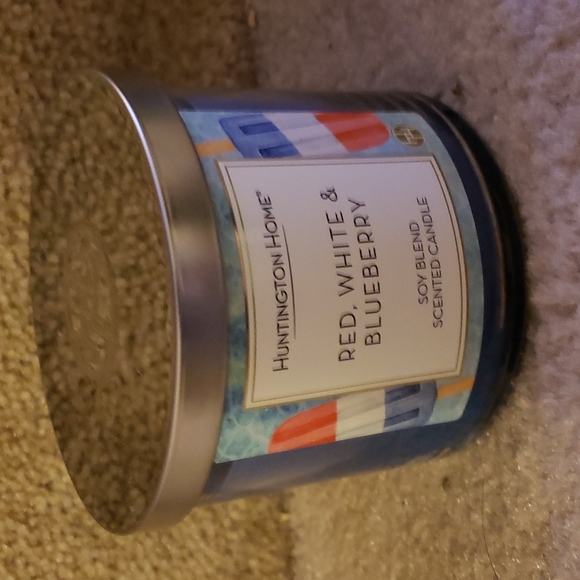 HUNTINGTON HOME®
RED, WHITE &
BLUEBERRY
SOY BLEND
SCENTED CANDLE